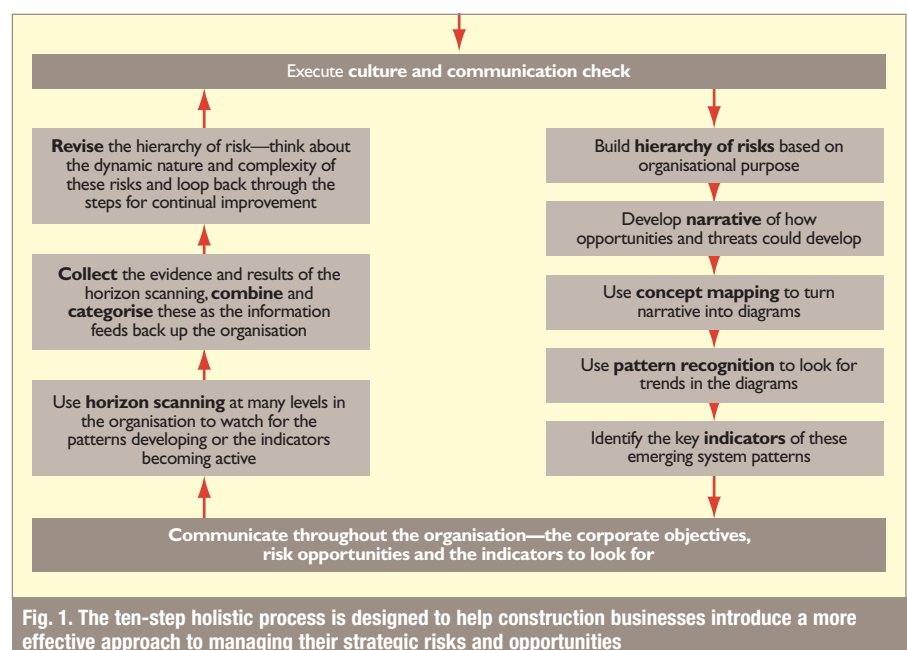 Execute culture and communication check
Revise the hierarchy of risk—think about
the dynamic nature and complexity of
these risks and loop back through the
steps for continual improvement
Collect the evidence and results of the
horizon scanning, combine and
categorise these as the information
feeds back up the organisation
Use horizon scanning at many levels in
the organisation to watch for the
patterns developing or the indicators
becoming active
Build hierarchy of risks based on
organisational purpose
Develop narrative of how
opportunities and threats could develop
Use concept mapping to turn
narrative into diagrams
Use pattern recognition to look for
trends in the diagrams
Identify the key indicators of these
emerging system patterns
Communicate throughout the organisation—the corporate objectives,
risk opportunities and the indicators to look for
Fig. 1. The ten-step holistic process is designed to help construction businesses introduce a more
effective approach to managing their strategic risks and opportunities